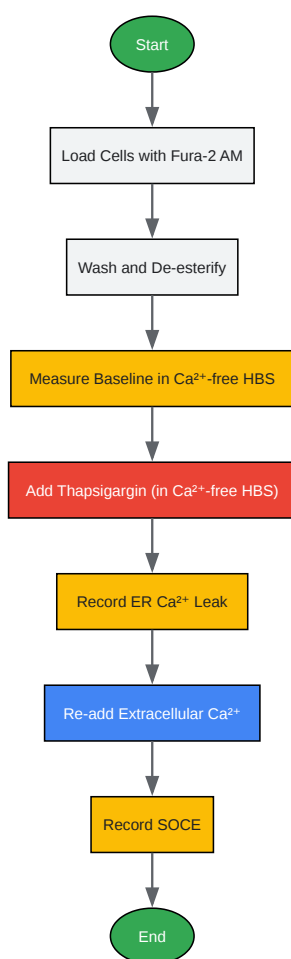 Start
Load Cells with Fura-2 AM
Wash and De-esterify
Measure Baseline in Ca²⁺-free HBS
Add Thapsigargin (in Ca²⁺-free HBS)
Record ER Ca²⁺ Leak
Re-add Extracellular Ca²⁺
Record SOCE
End